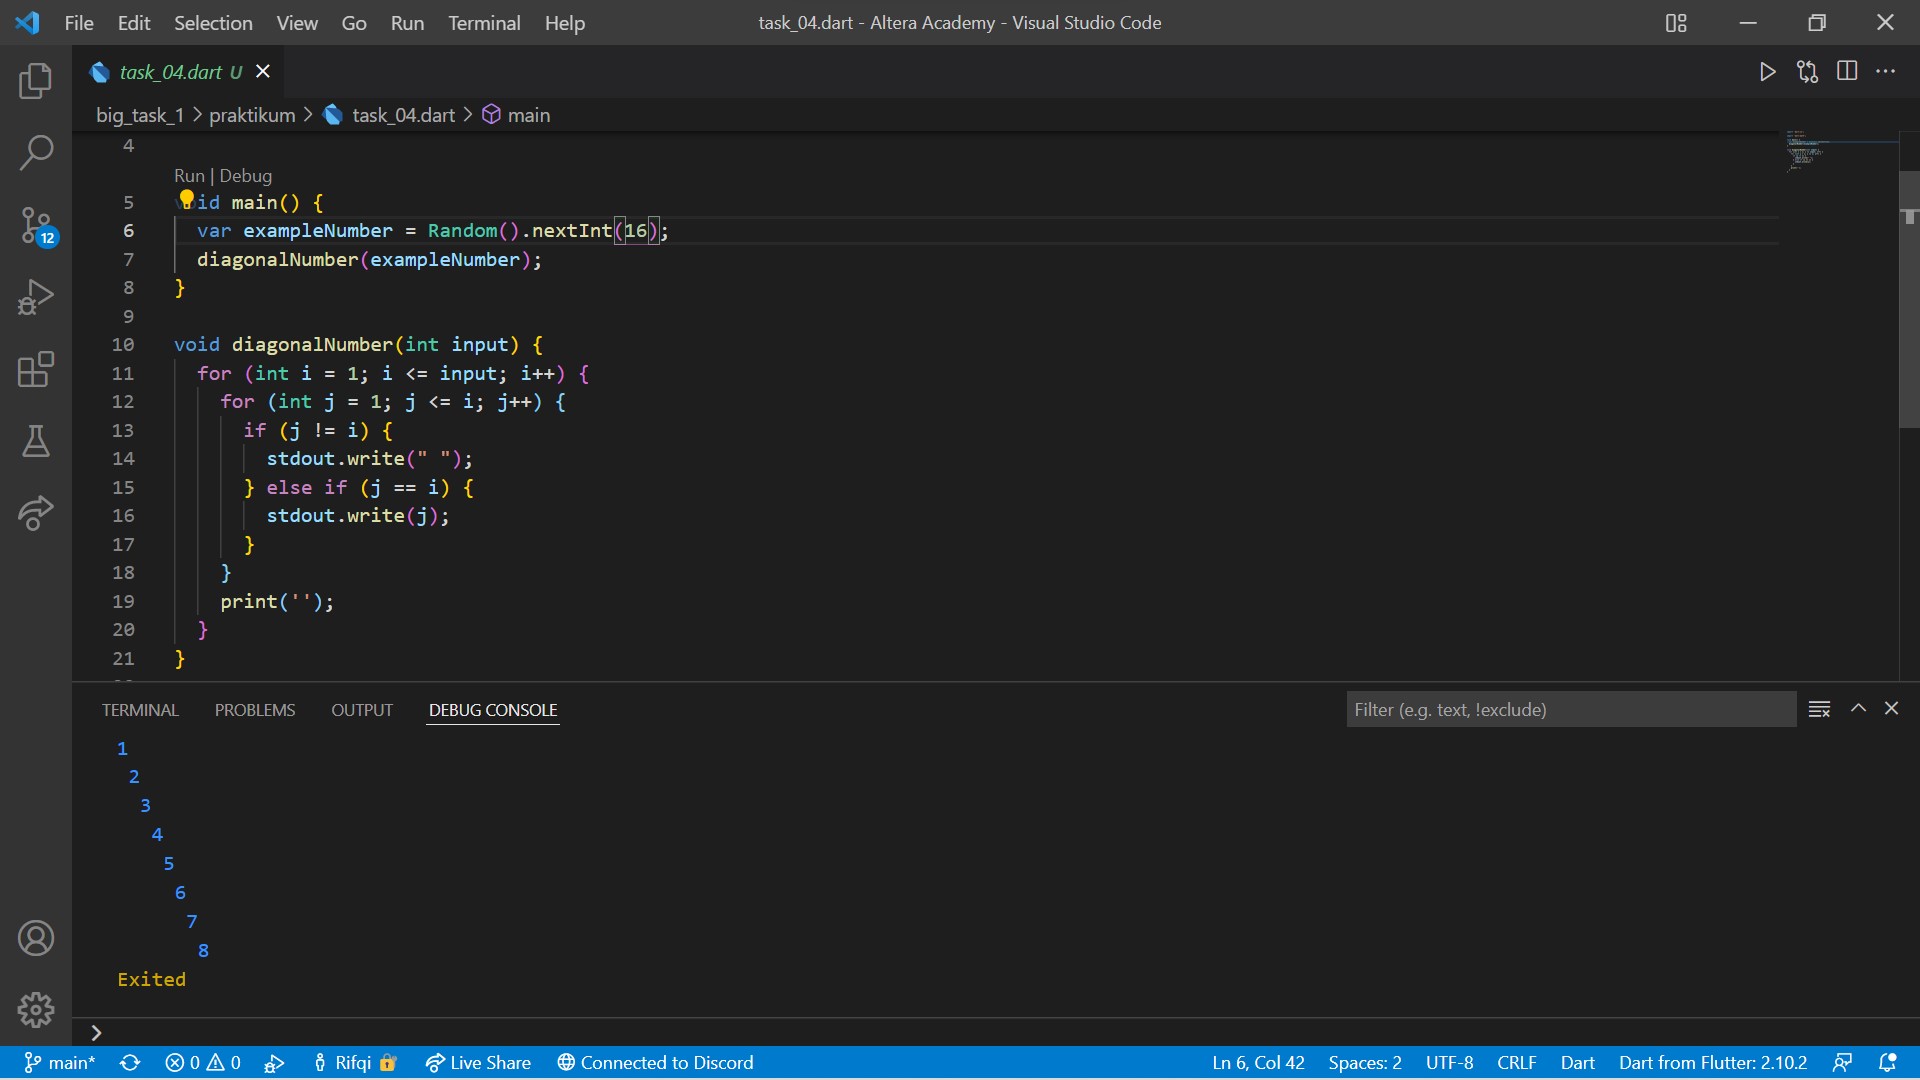 File Edit Selection View Go Run Terminal Help task_04.dart - Altera Academy - Visual Studio Code
task_04.dart U
big_task_1 > praktikum > task_04.dart > main
4
Run | Debug
5 id main() {
6 var exampleNumber = Random().nextInt(16);
7 diagonalNumber(exampleNumber);
8 }
9
10 void diagonalNumber(int input) {
11 for (int i = 1; i <= input; i++) {
12 for (int j = 1; j <= i; j++) {
13 if (j != i) {
14 stdout.write(" ");
15 } else if (j == i) {
16 stdout.write(j);
17 }
18 }
19 print('');
20 }
21 }
12
TERMINAL PROBLEMS OUTPUT DEBUG CONSOLE Filter (e.g. text, !exclude)
1
2
3
4
5
6
7
8
Exited
>
main* 0 0 Rifqi Live Share Connected to Discord Ln 6, Col 42 Spaces: 2 UTF-8 CRLF Dart Dart from Flutter: 2.10.2